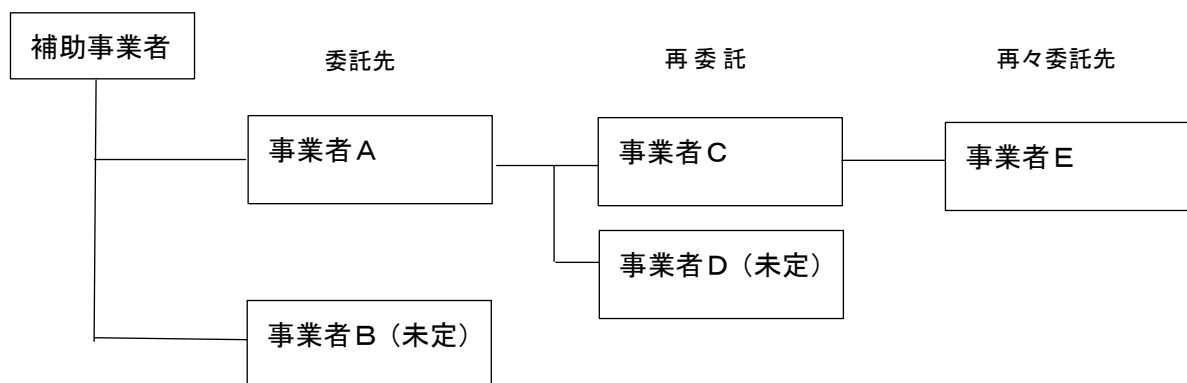 補助事業者
委託先
再委託
再々委託先
事業者A
事業者C
事業者E
事業者D（未定）
事業者B（未定）